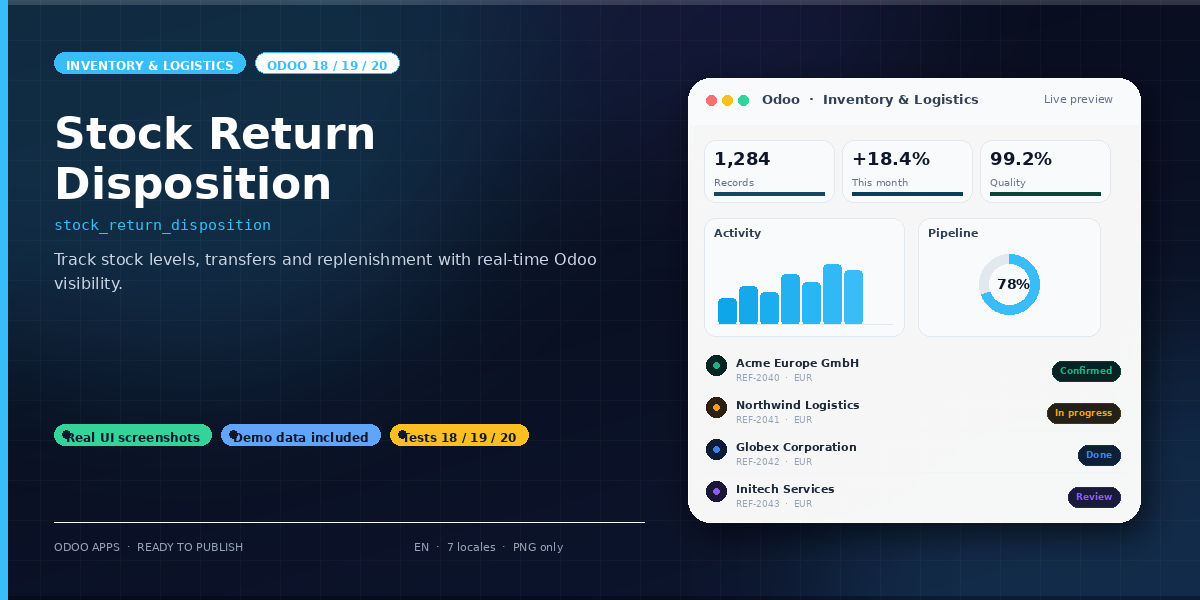 INVENTORY & LOGISTICS
ODOO 18 / 19 / 20
Stock Return
Disposition
stock_return_disposition
Track stock levels, transfers and replenishment with real-time Odoo
visibility.
Real UI screenshots
Demo data included
Tests 18 / 19 / 20
ODOO APPS · READY TO PUBLISH
EN · 7 locales · PNG only
Odoo · Inventory & Logistics
Live preview
1,284
Records
+18.4%
This month
99.2%
Quality
Activity
Pipeline
78%
Acme Europe GmbH
REF-2040 · EUR
Confirmed
Northwind Logistics
REF-2041 · EUR
In progress
Globex Corporation
REF-2042 · EUR
Done
Initech Services
REF-2043 · EUR
Review